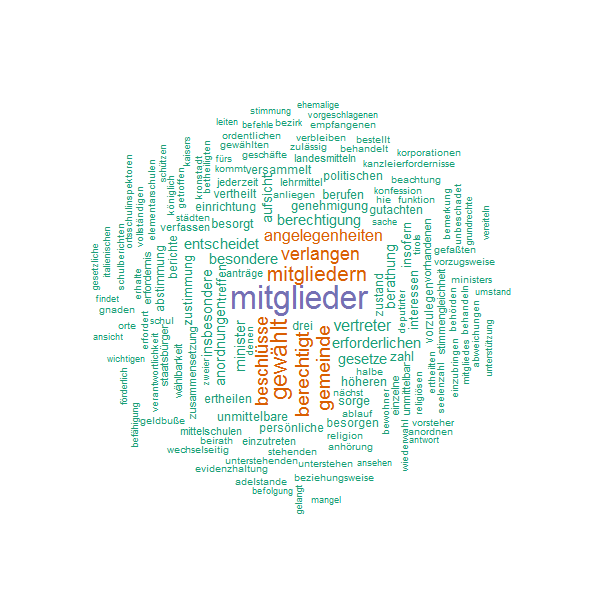 ehemalige
stimmung
vorgeschlagenen
leiten
befehle
bezirk
empfangenen
ordentlichen
verbleiben
bestellt
gewählten
zulässig
behandelt
geschäfte
korporationen
fürs
landesmitteln
kanzleierfordernisse
kommt
versammelt
politischen
jederzeit
lehrmittel
beachtung
vertheilt
anliegen
berufen
konfession
hie
funktion
einrichtung
aufsicht
genehmigung
gutachten
städten
verfassen
besorgt
berechtigung
sache
angelegenheiten
entscheidet
besondere
verlangen
mitgliedern
anträge
treffen
mitglieder
drei
vertreter
erforderlichen
gesetze
zahl
halbe
höheren
nächst
sorge
ertheilen
ablauf
unmittelbare
besorgen
persönliche
vorsteher
anordnen
geldbuße
mittelschulen
religion
antwort
beirath
einzutreten
anhörung
wechselseitig
stehenden
unterstehenden
unterstehen
ansehen
evidenzhaltung
adelstande
beziehungsweise
befolgung
mangel
gelangt
gewählt
beschlüsse
berechtigt
gemeinde
minister
denen
zweier
anordnungen
insbesondere
zustimmung
zusammensetzung
wählbarkeit
staatsbürger
verantwortlichkeit
schul
erfordert
orte
gnaden
findet
ansicht
wichtigen
förderlich
befähigung
abstimmung
berichte
erfordernis
erhalte
schulberichten
italienischen
gesetzliche
ortschulinspektoren
vollständigen
elementarschulen
schützen
königlich
getroffen
kaisers
kronstadt
betheiligten
zustand
berathung
insofern
tirols
interessen
deputirter
vorzulegen
vorhandenen
stimmengleichheit
bemerkung
unbeschadet
grundrechte
vereiteln
gefaßten
vorzugsweise
ministers
umstand
behörden
behandeln
abweichungen
unterstützung
mitgliedes
einzubringen
seelenzahl
ertheilten
religiösen
unmittelbar
einzelne
bewohner
wiederwahl